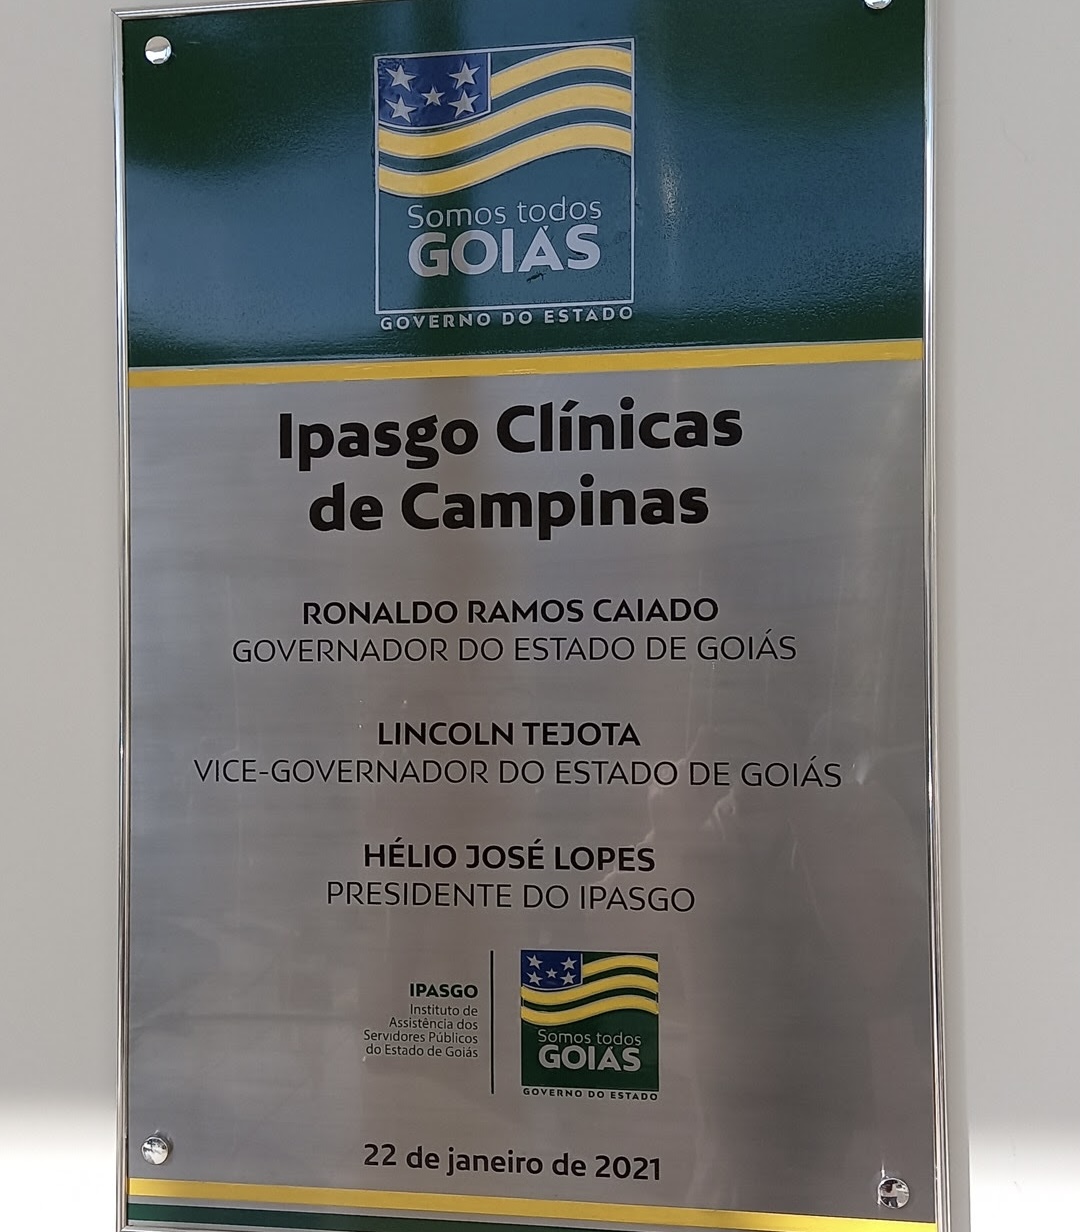 Somos todos
GOIÁS
GOVERNO DO ESTADO
Ipasgo Clínicas
de Campinas
RONALDO RAMOS CAIADO
GOVERNADOR DO ESTADO DE GOIÁS
LINCOLN TEJOTA
VICE-GOVERNADOR DO ESTADO DE GOIÁS
HÉLIO JOSÉ LOPES
PRESIDENTE DO IPASGO
IPASGO
Instituto de
Assistência dos
Servidores Públicos
do Estado de Goiás
Somos todos
GOIÁS
GOVERNO DO ESTADO
22 de janeiro de 2021